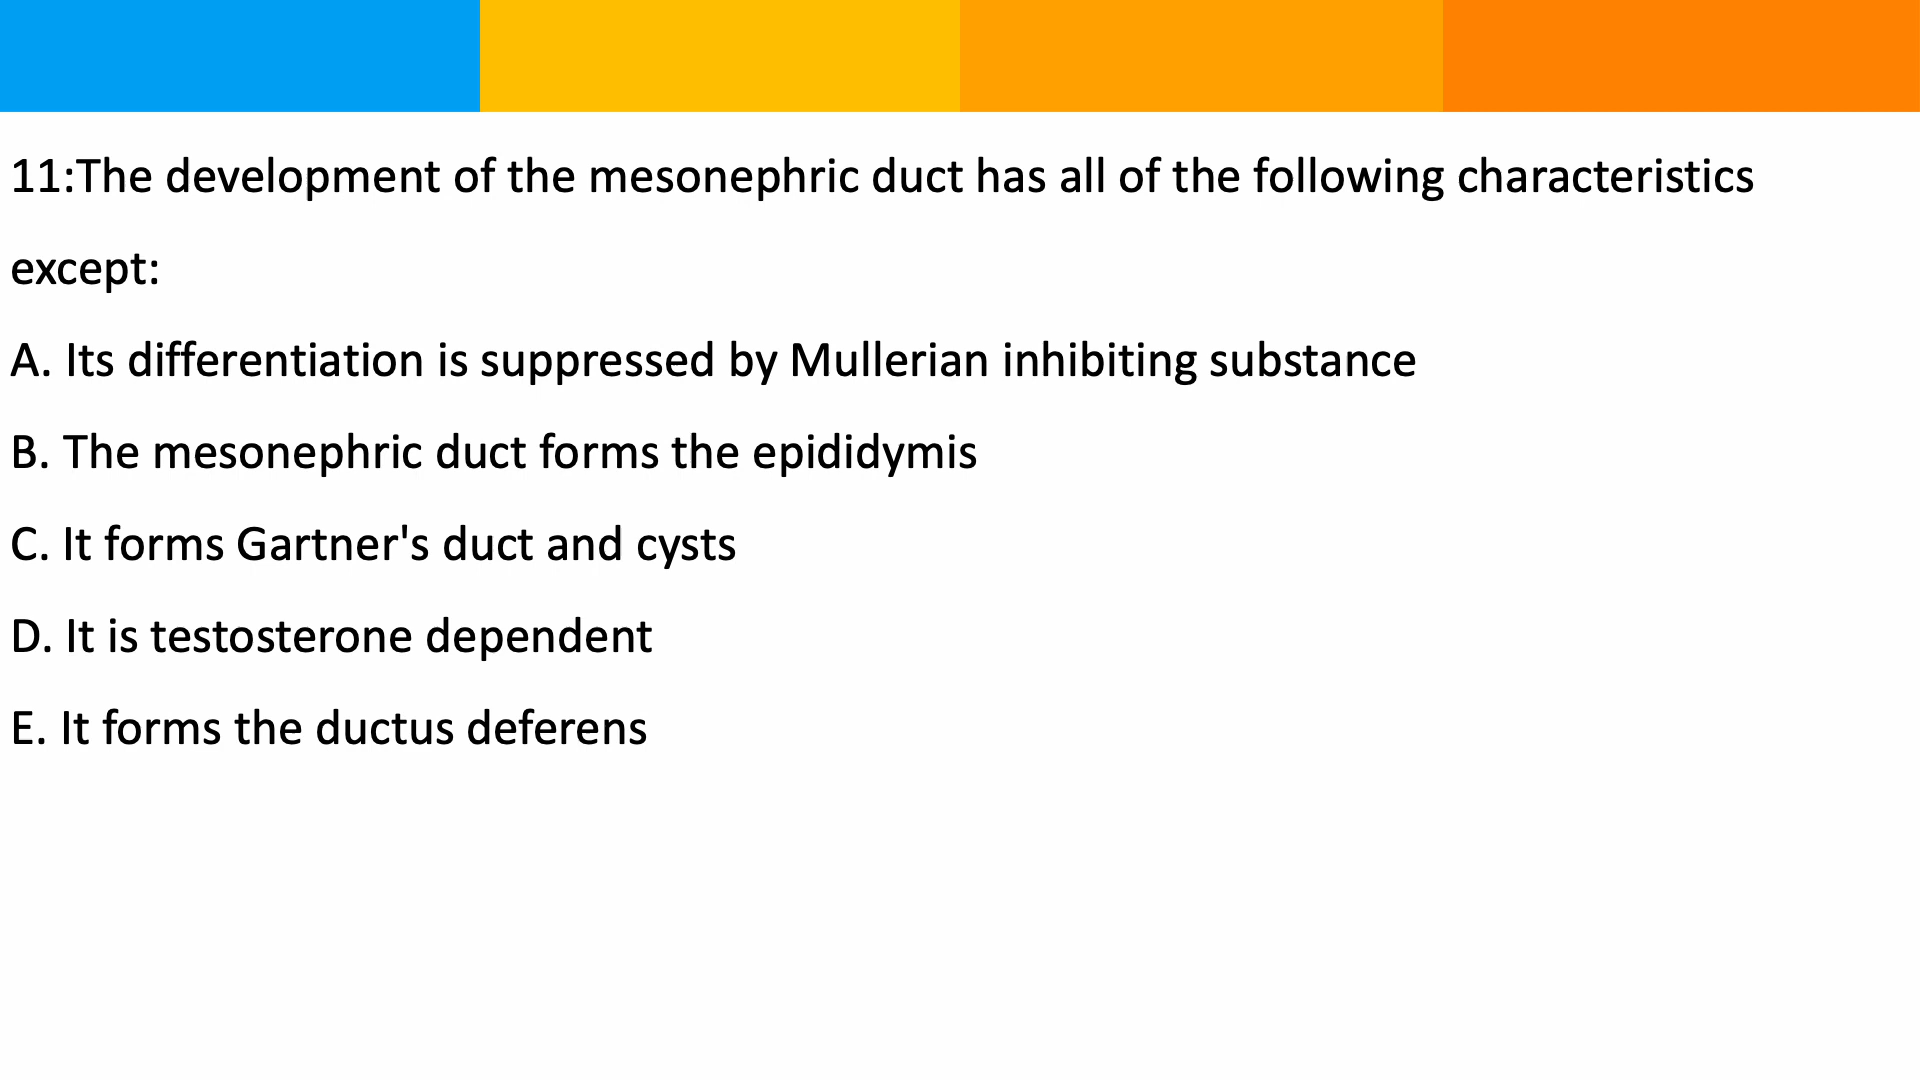 11:The development of the mesonephric duct has all of the following characteristics
except:
A. Its differentiation is suppressed by Mullerian inhibiting substance
B. The mesonephric duct forms the epididymis
C. It forms Gartner's duct and cysts
D. It is testosterone dependent
E. It forms the ductus deferens